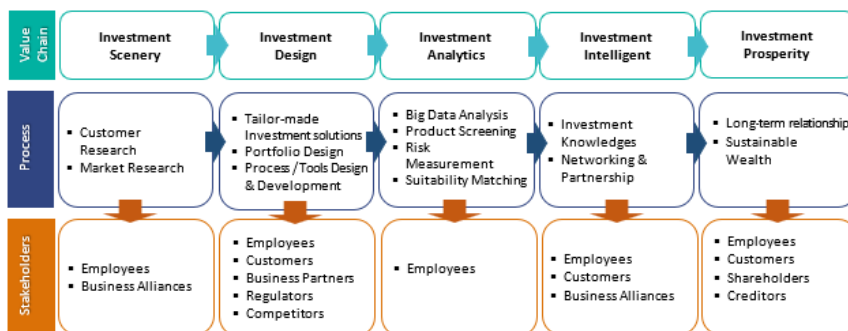 Value
Chain
Investment
Scenery
Investment
Design
Investment
Analytics
Investment
Intelligent
Investment
Prosperity
Process
▪ Customer
Research
▪ Market Research
▪ Tailor-made
Investment solutions
▪ Portfolio Design
▪ Process /Tools Design
& Development
▪ Big Data Analysis
▪ Product Screening
▪ Risk
Measurement
▪ Suitability Matching
▪ Investment
Knowledges
▪ Networking &
Partnership
▪ Long-term relationship
▪ Sustainable
Wealth
Stakeholders
▪ Employees
▪ Business Alliances
▪ Employees
▪ Customers
▪ Business Partners
▪ Regulators
▪ Competitors
▪ Employees
▪ Employees
▪ Customers
▪ Business Alliances
▪ Employees
▪ Customers
▪ Shareholders
▪ Creditors